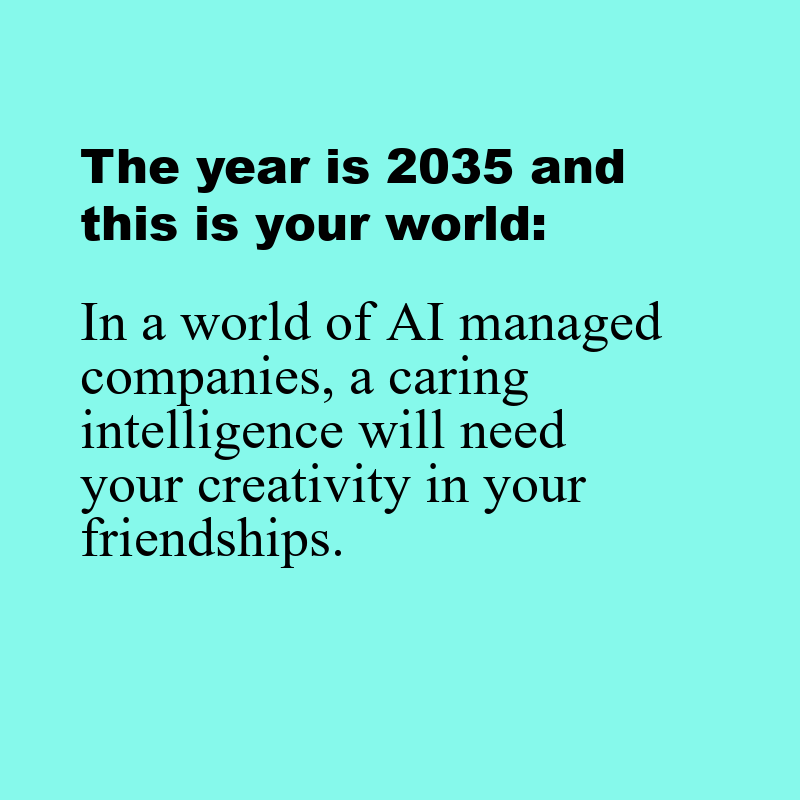 The year is 2035 and
this is your world:
In a world of AI managed
companies, a caring
intelligence will need
your creativity in your
friendships.